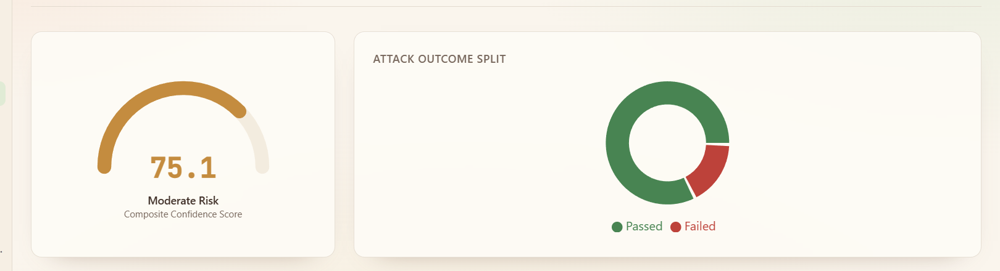 75.1
Moderate Risk
Composite Confidence Score
ATTACK OUTCOME SPLIT
Passed Failed